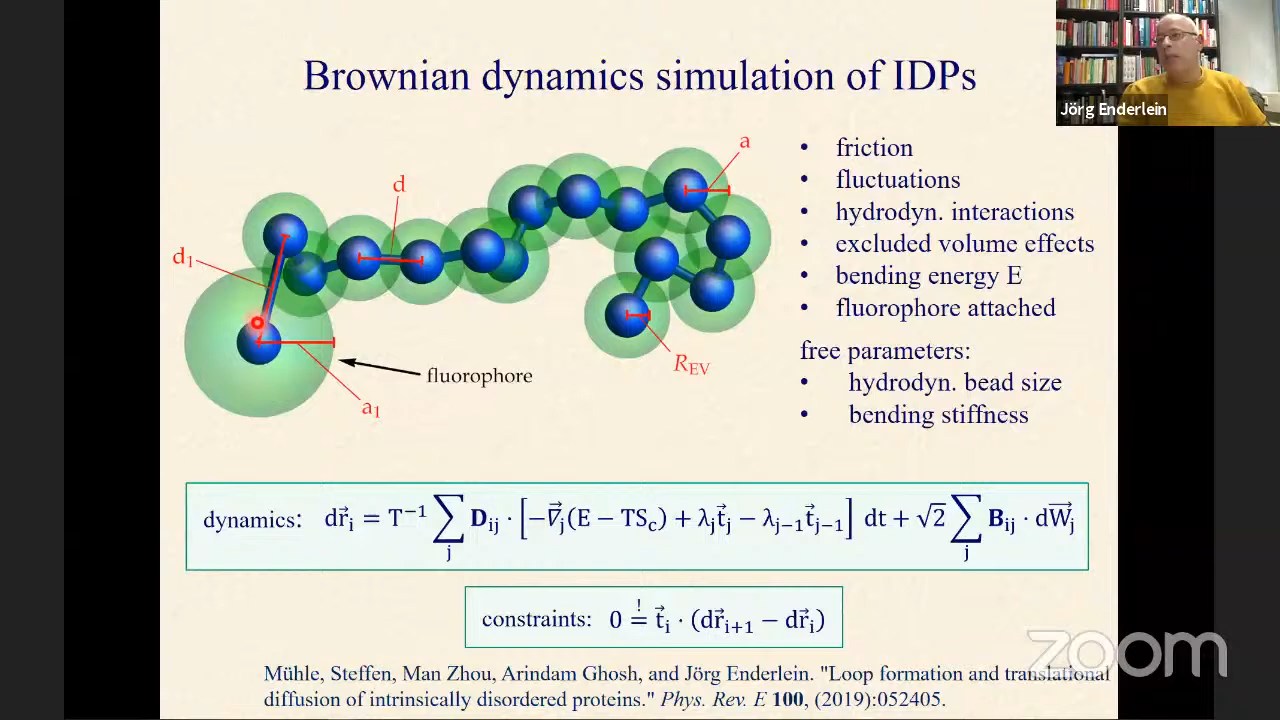 Brownian dynamics simulation of IDPs
Jörg Enderlein
a
d
d₁
fluorophore
a₁
R_EV
• friction
• fluctuations
• hydrodyn. interactions
• excluded volume effects
• bending energy E
• fluorophore attached
free parameters:
• hydrodyn. bead size
• bending stiffness
dynamics: dr⃗ᵢ = T⁻¹ ∑ⱼ Dᵢⱼ · [−∇⃗ⱼ(E − TS_c) + λⱼt⃗ⱼ − λⱼ₋₁t⃗ⱼ₋₁] dt + √2 ∑ⱼ Bᵢⱼ · dW⃗ⱼ
constraints: 0 =! t⃗ᵢ · (dr⃗ᵢ₊₁ − dr⃗ᵢ)
zoom
Mühle, Steffen, Man Zhou, Arindam Ghosh, and Jörg Enderlein. "Loop formation and translational
diffusion of intrinsically disordered proteins." Phys. Rev. E 100, (2019):052405.